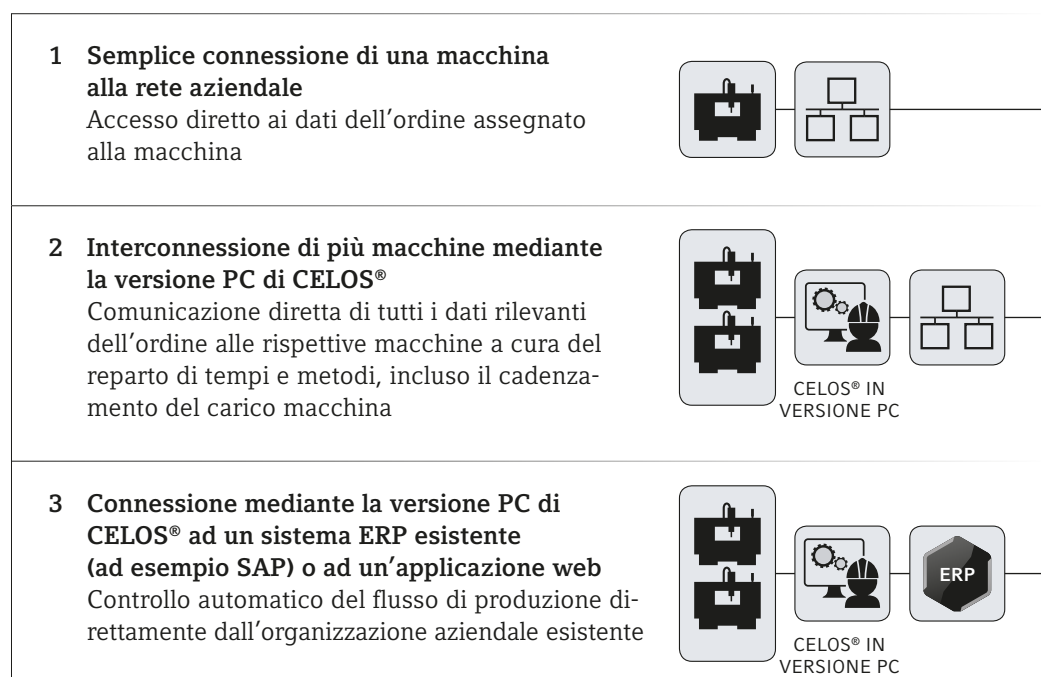 1 Semplice connessione di una macchina
alla rete aziendale
Accesso diretto ai dati dell'ordine assegnato
alla macchina
2 Interconnessione di più macchine mediante
la versione PC di CELOS®
Comunicazione diretta di tutti i dati rilevanti
dell'ordine alle rispettive macchine a cura del
reparto di tempi e metodi, incluso il cadenza-
mento del carico macchina
CELOS® IN
VERSIONE PC
3 Connessione mediante la versione PC di
CELOS® ad un sistema ERP esistente
(ad esempio SAP) o ad un'applicazione web
Controllo automatico del flusso di produzione di-
rettamente dall'organizzazione aziendale esistente
ERP
CELOS® IN
VERSIONE PC